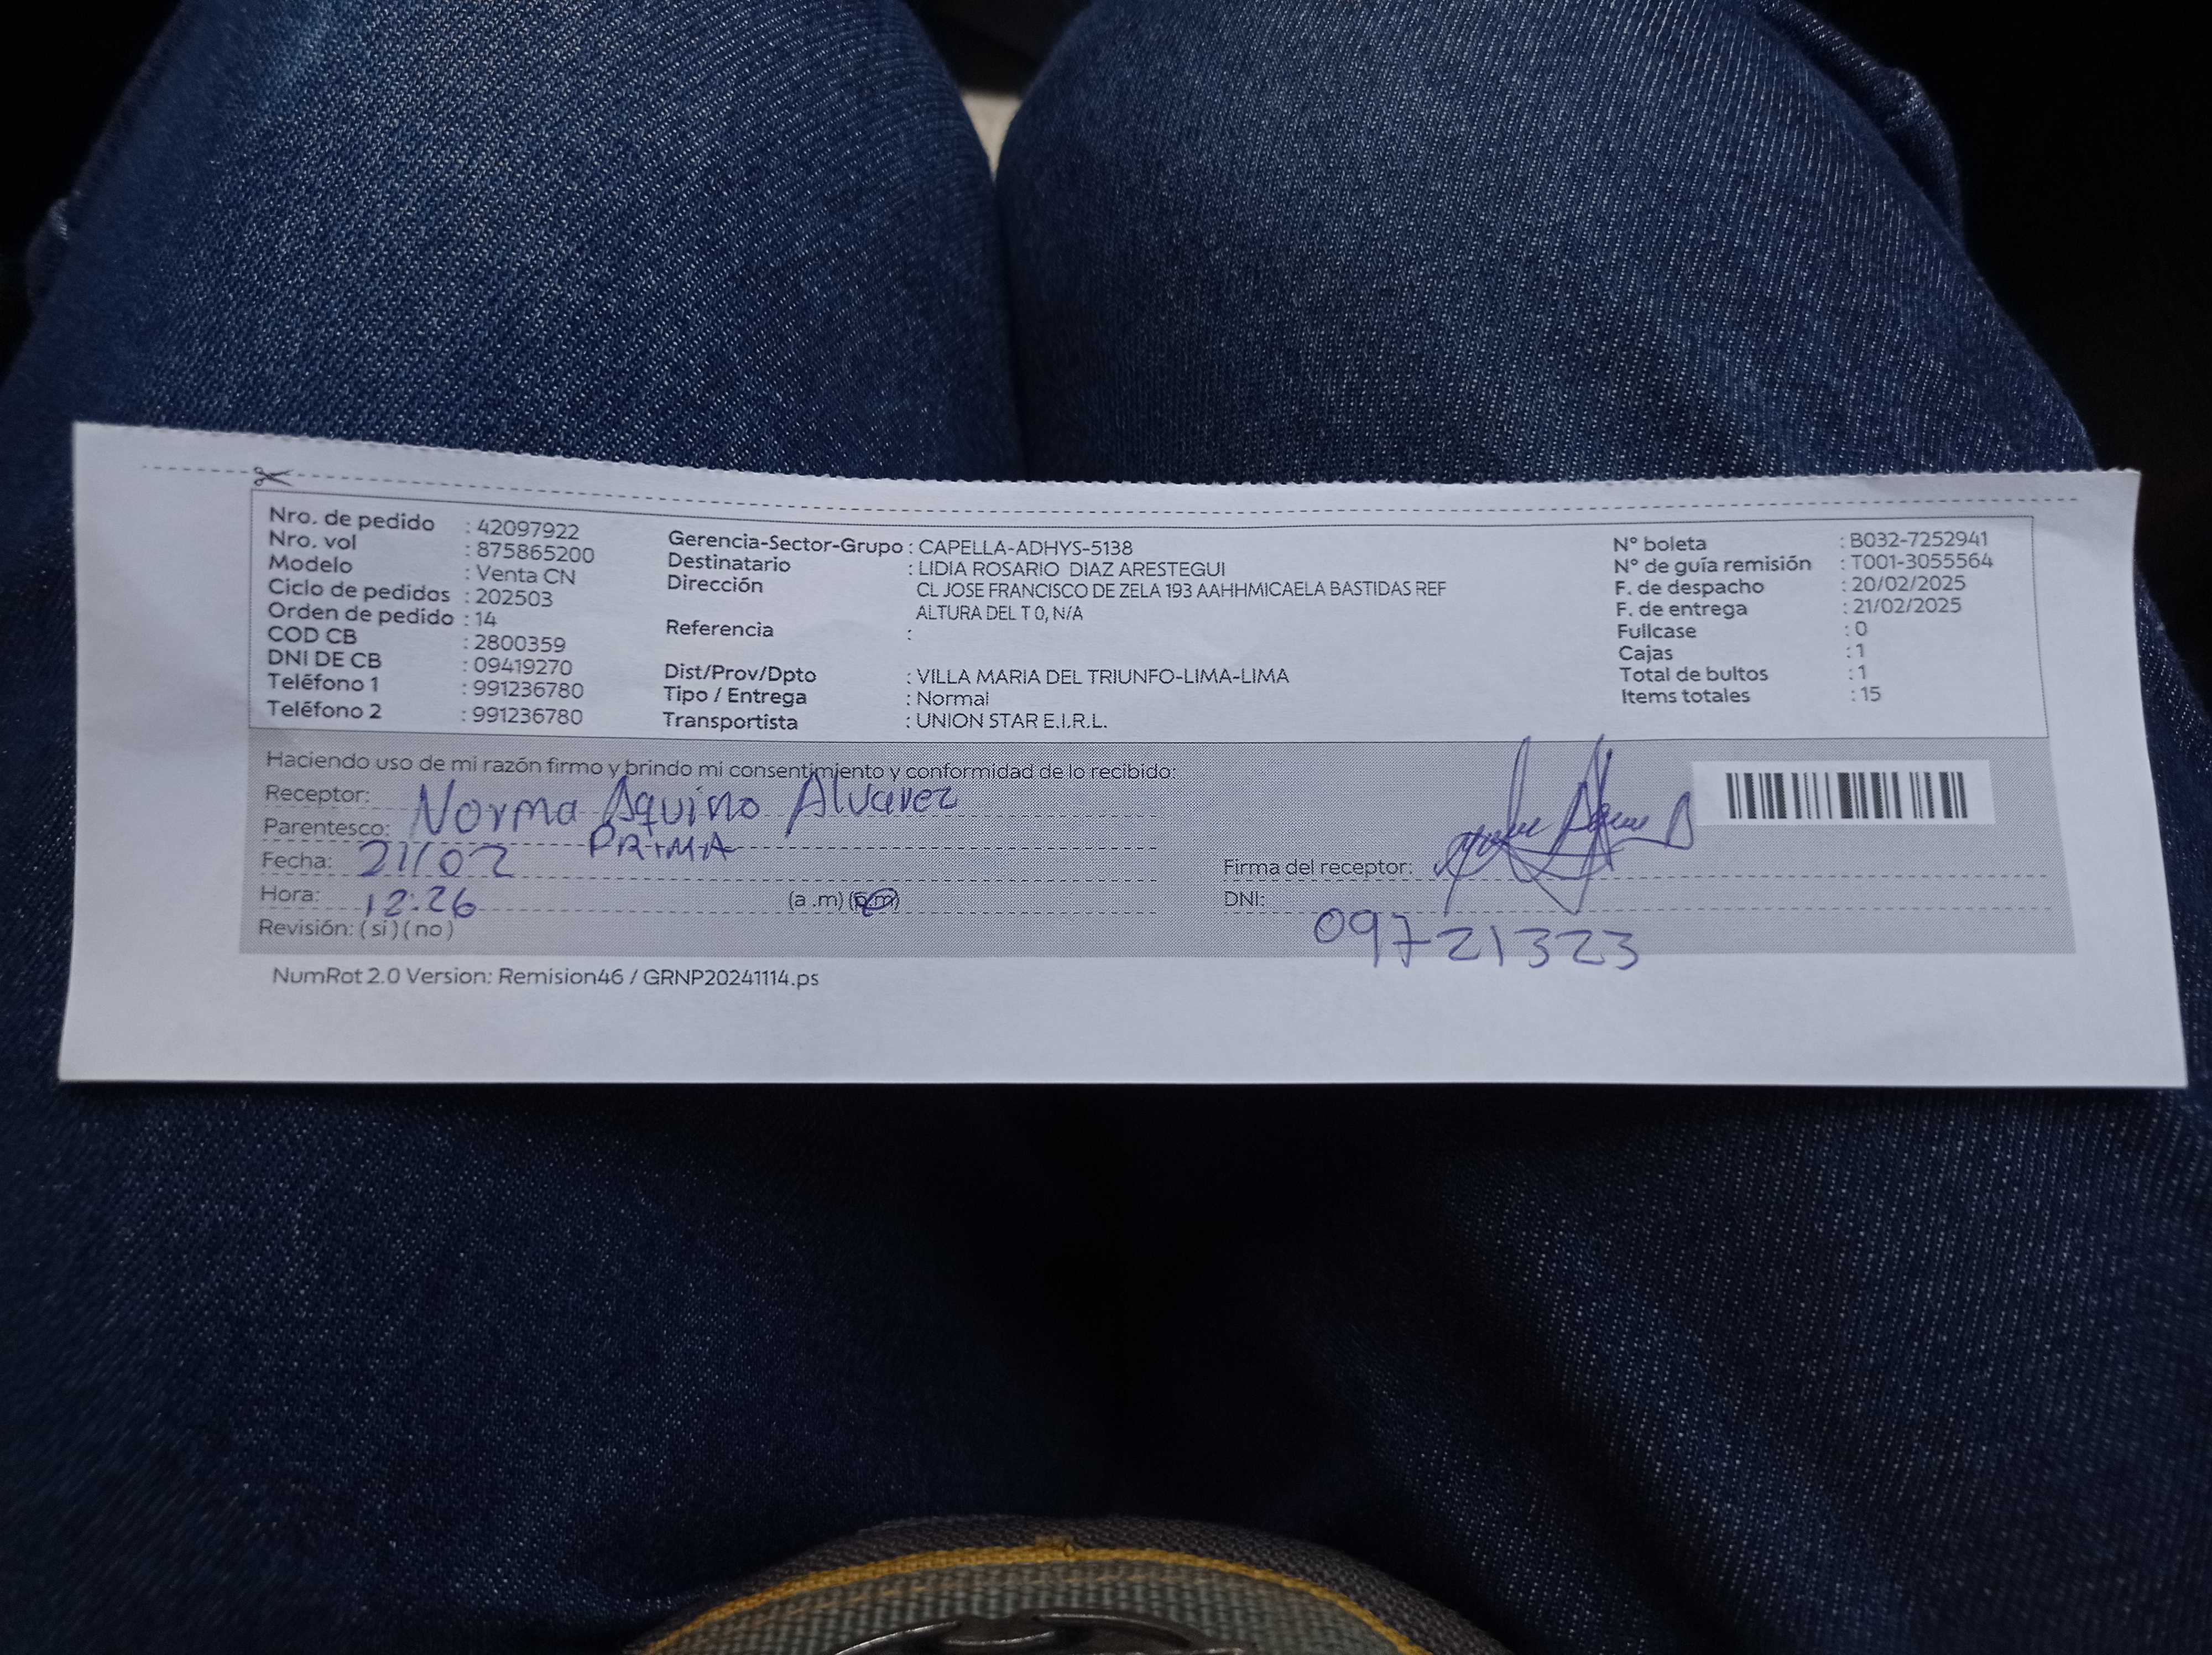 Nro. de pedido : 42097922
Nro. vol : 875865200
Modelo : Venta CN
Ciclo de pedidos : 202503
Orden de pedido : 14
COD CB : 2800359
DNI DE CB : 09419270
Teléfono 1 : 991236780
Teléfono 2 : 991236780
Gerencia-Sector-Grupo : CAPELLA-ADHYS-5138
Destinatario : LIDIA ROSARIO DIAZ ARESTEGUI
Dirección CL JOSE FRANCISCO DE ZELA 193 AAHHMICAELA BASTIDAS REF
ALTURA DEL T 0, N/A
Referencia :
Dist/Prov/Dpto : VILLA MARIA DEL TRIUNFO-LIMA-LIMA
Tipo / Entrega : Normal
Transportista : UNION STAR E.I.R.L.
N° boleta : B032-7252941
N° de guía remisión : T001-3055564
F. de despacho : 20/02/2025
F. de entrega : 21/02/2025
Fullcase : 0
Cajas : 1
Total de bultos : 1
Items totales : 15
Haciendo uso de mi razón firmo y brindo mi consentimiento y conformidad de lo recibido:
Receptor: Norma Aquino Alvarez
Parentesco: PRIMA
Fecha: 21/02
Hora: 12:26 (a .m) (p.m)
Revisión: ( si ) ( no )
Firma del receptor:
DNI: 09721323
NumRot 2.0 Version: Remision46 / GRNP20241114.ps